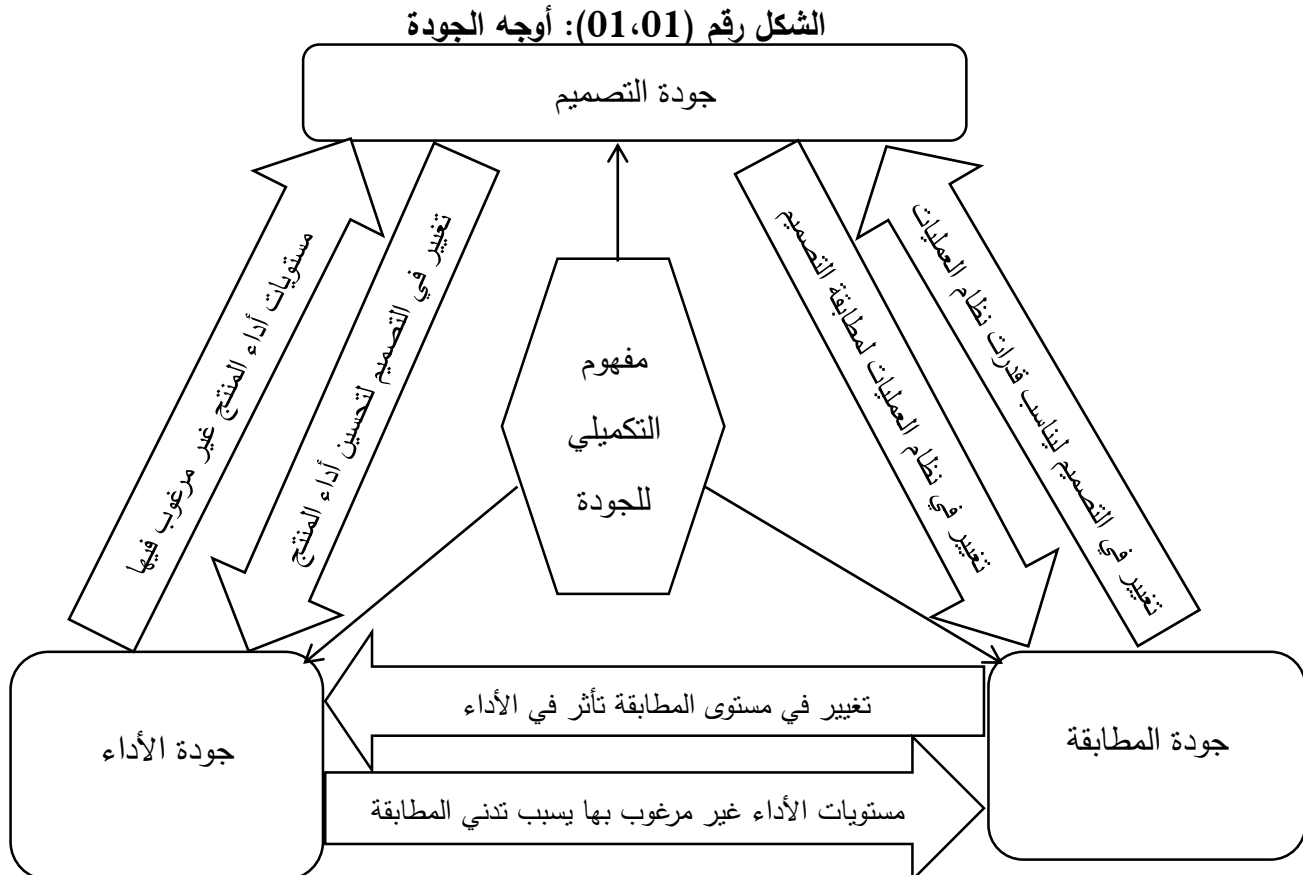 الشكل رقم (01،01): أوجه الجودة
جودة التصميم
تغيير في التصميم ليناسب قدرات نظام العمليات
تغيير في نظام العمليات لمطابقة التصميم
مفهوم
التكميلي
للجودة
تغيير في التصميم لتحسين أداء المنتج
مستويات أداء المنتج غير مرغوب فيها
جودة المطابقة
تغيير في مستوى المطابقة تأثر في الأداء
مستويات الأداء غير مرغوب بها يسبب تدني المطابقة
جودة الأداء